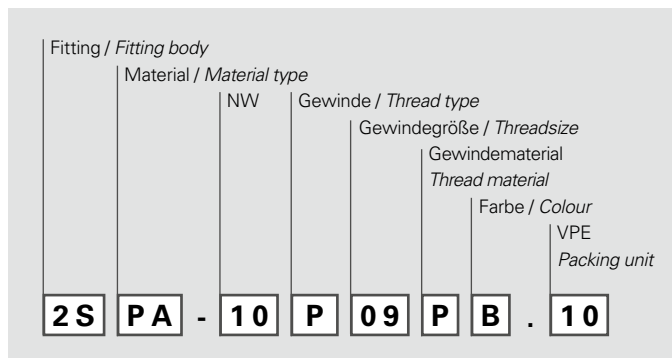 Fitting / Fitting body
Material / Material type
NW Gewinde / Thread type
Gewindegröße / Threadsize
Gewindematerial
Thread material
Farbe / Colour
VPE
Packing unit
2S PA - 10 P 09 P B . 10